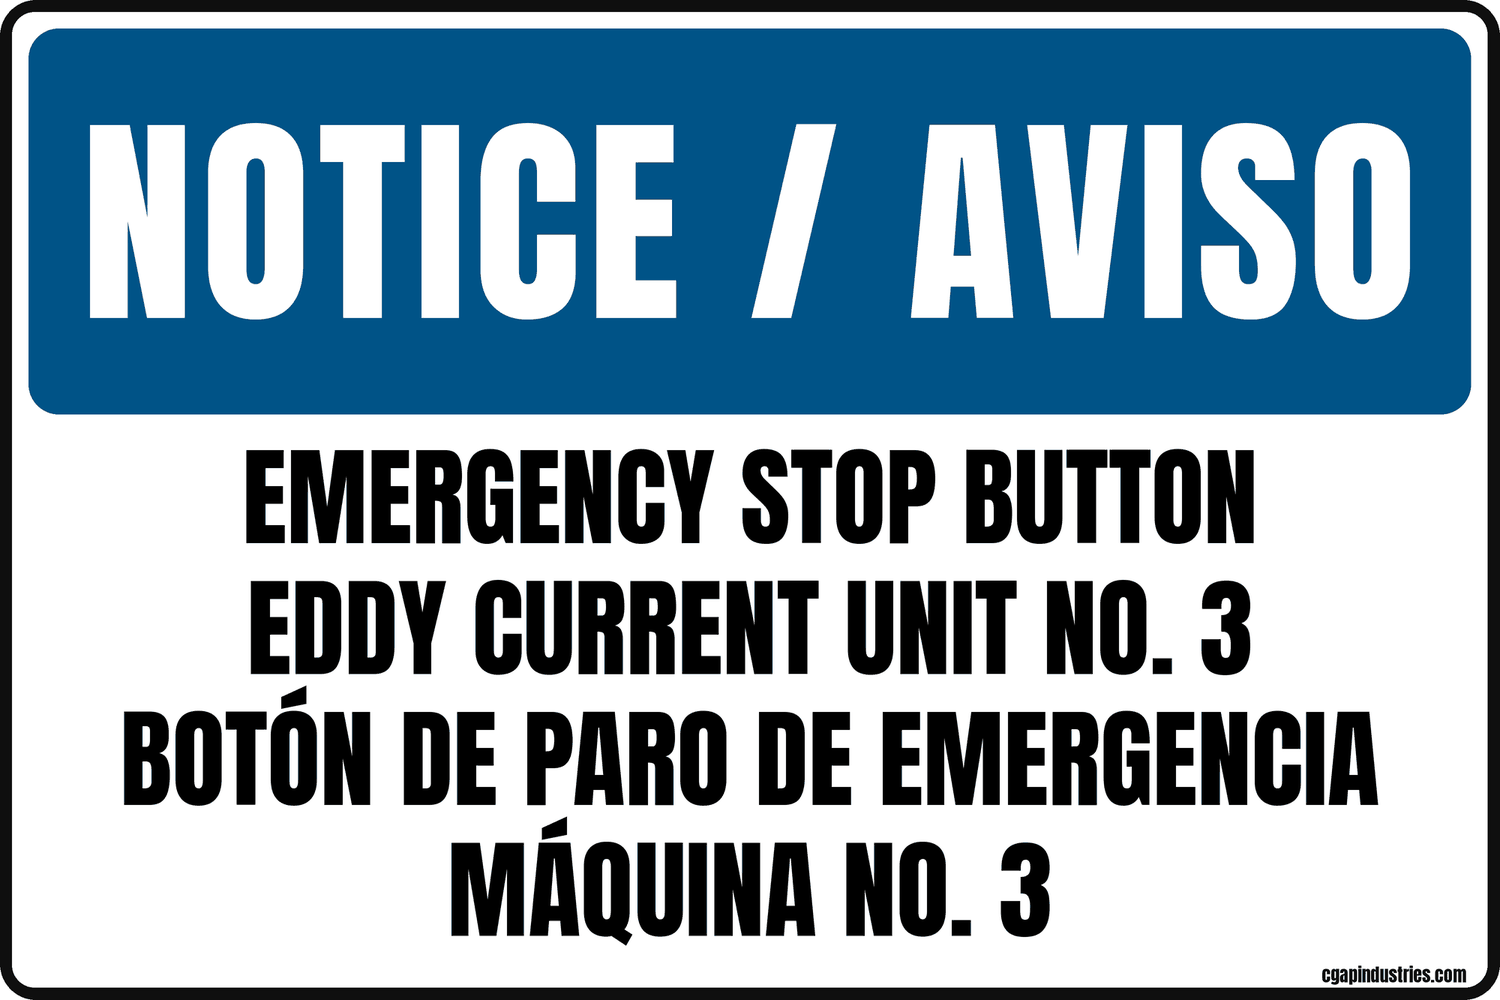 NOTICE / AVISO
EMERGENCY STOP BUTTON
EDDY CURRENT UNIT NO. 3
BOTÓN DE PARO DE EMERGENCIA
MÁQUINA NO. 3
cgapindustries.com